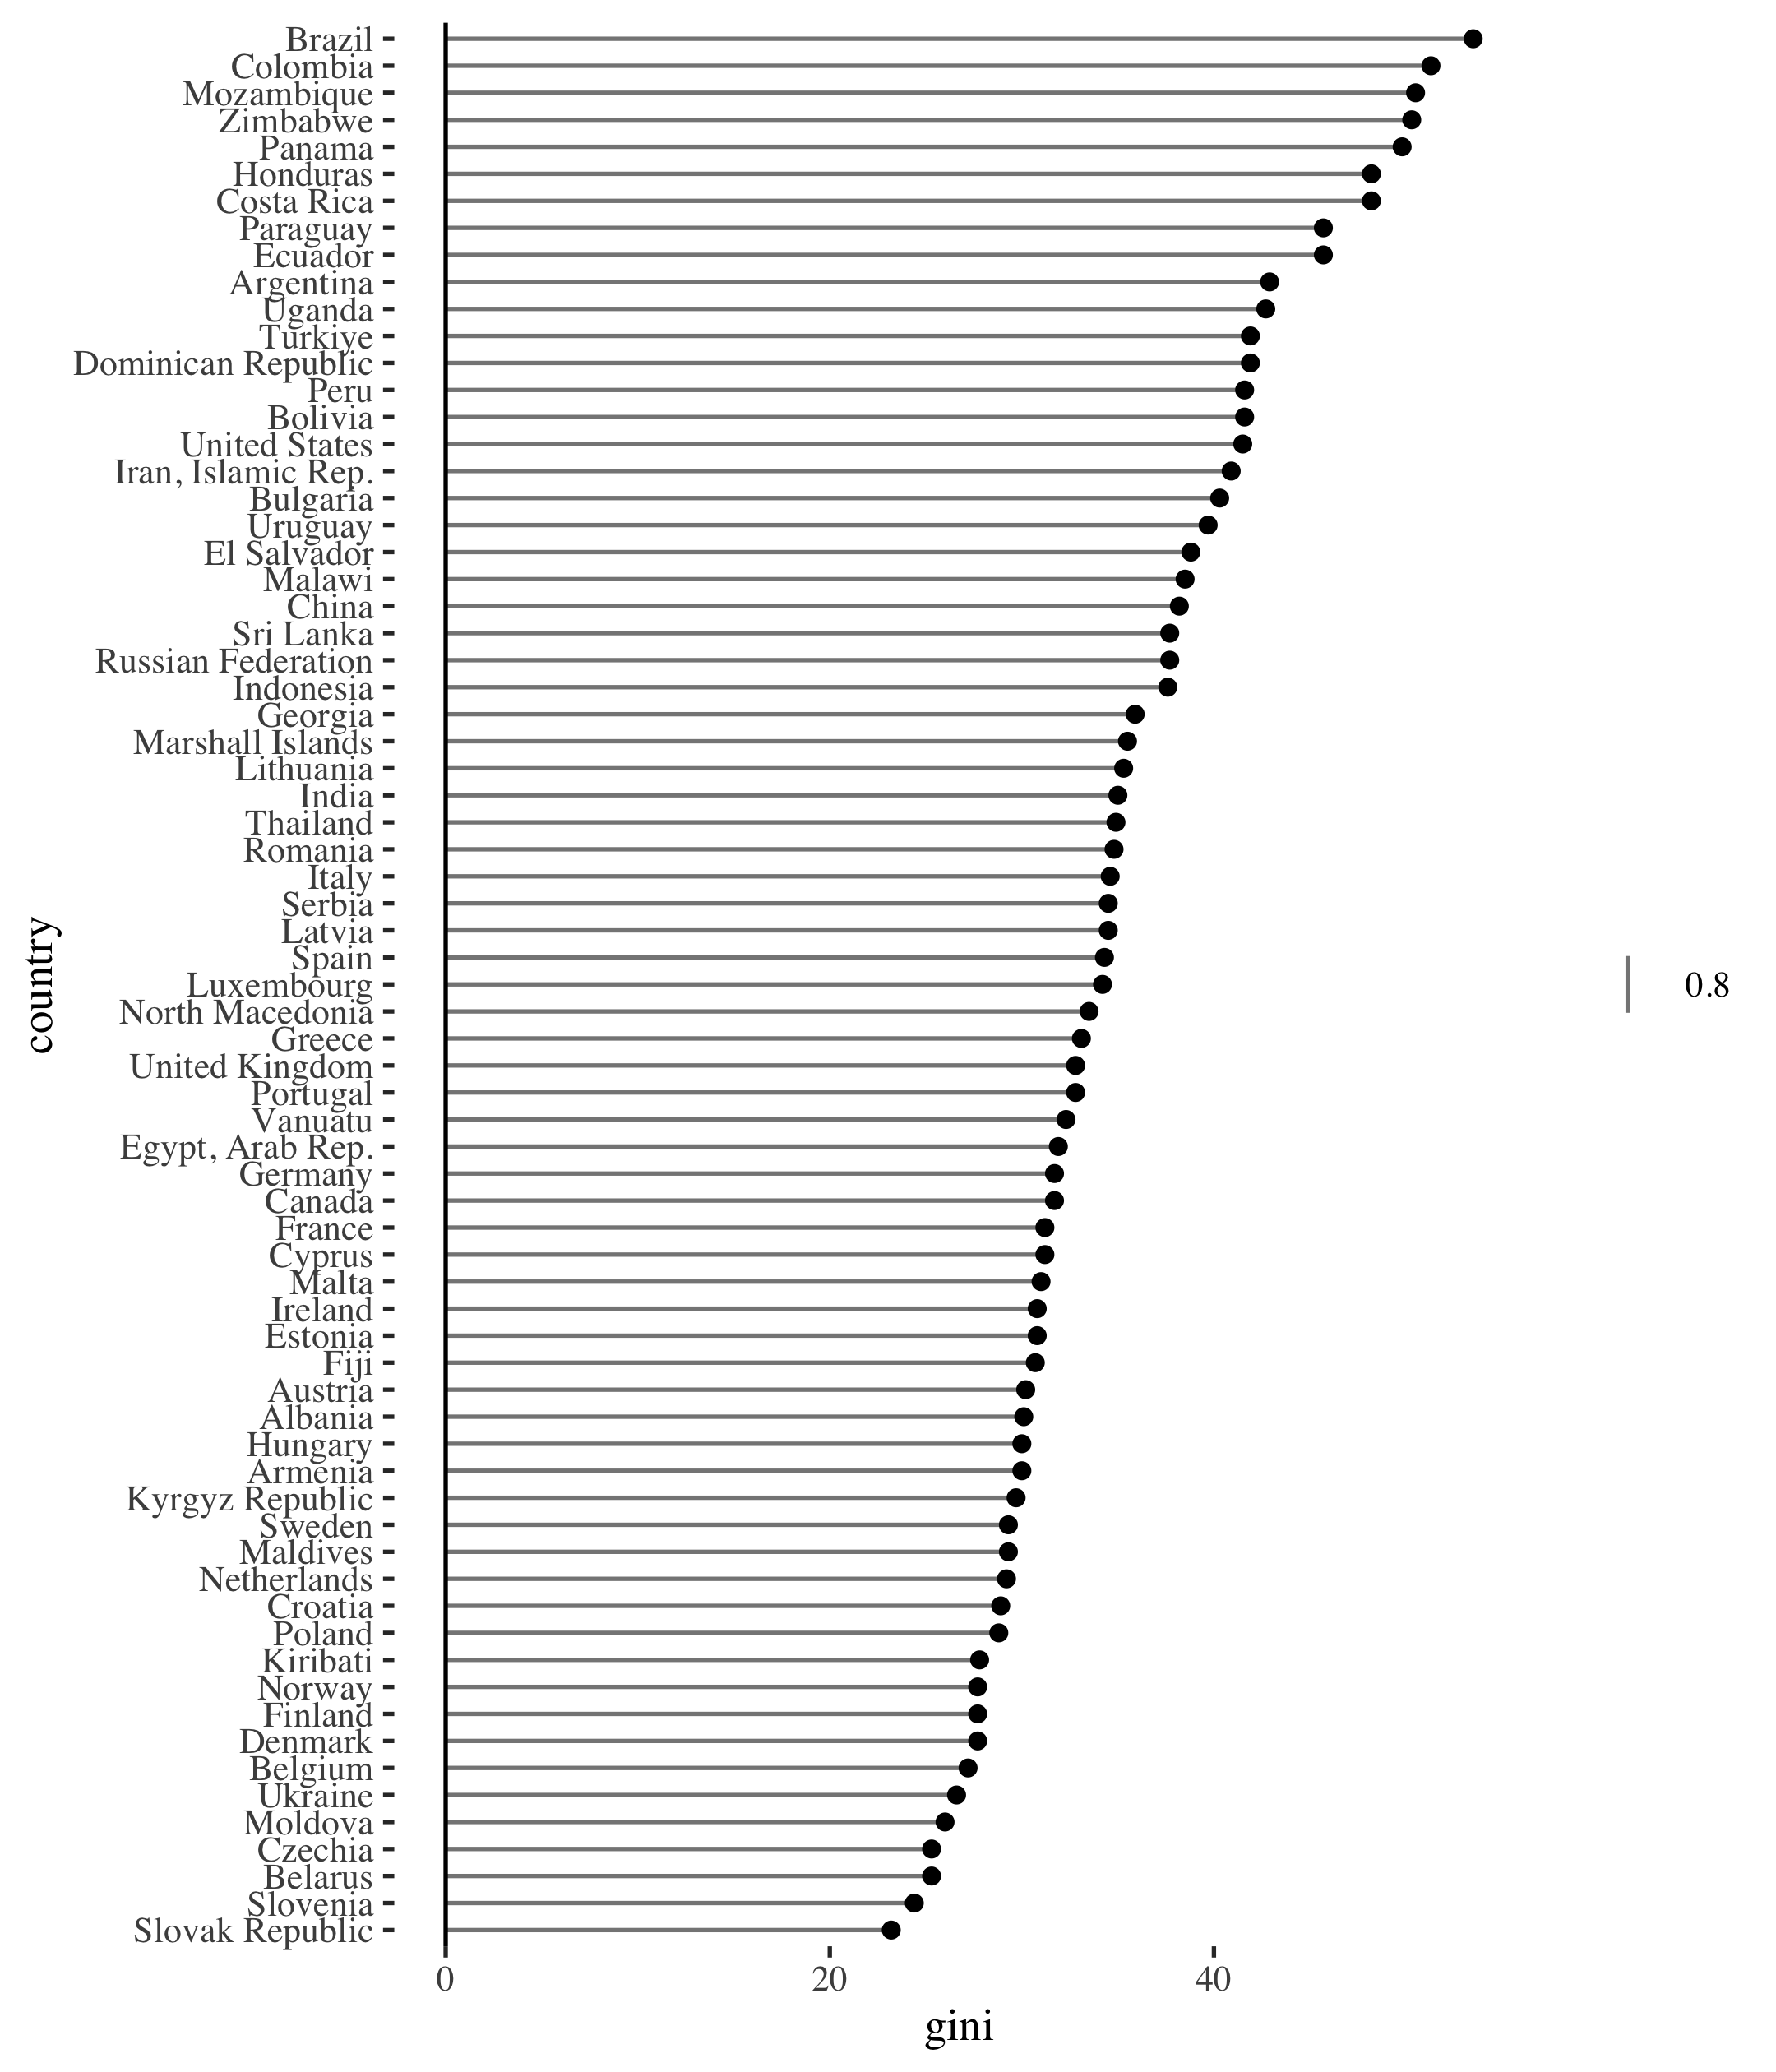 Brazil
Colombia
Mozambique
Zimbabwe
Panama
Honduras
Costa Rica
Paraguay
Ecuador
Argentina
Uganda
Turkiye
Dominican Republic
Peru
Bolivia
United States
Iran, Islamic Rep.
Bulgaria
Uruguay
El Salvador
Malawi
China
Sri Lanka
Russian Federation
Indonesia
Georgia
Marshall Islands
Lithuania
India
Thailand
Romania
Italy
Serbia
Latvia
Spain
Luxembourg
North Macedonia
Greece
United Kingdom
Portugal
Vanuatu
Egypt, Arab Rep.
Germany
Canada
France
Cyprus
Malta
Ireland
Estonia
Fiji
Austria
Albania
Hungary
Armenia
Kyrgyz Republic
Sweden
Maldives
Netherlands
Croatia
Poland
Kiribati
Norway
Finland
Denmark
Belgium
Ukraine
Moldova
Czechia
Belarus
Slovenia
Slovak Republic
country
0 20 40
gini
0.8